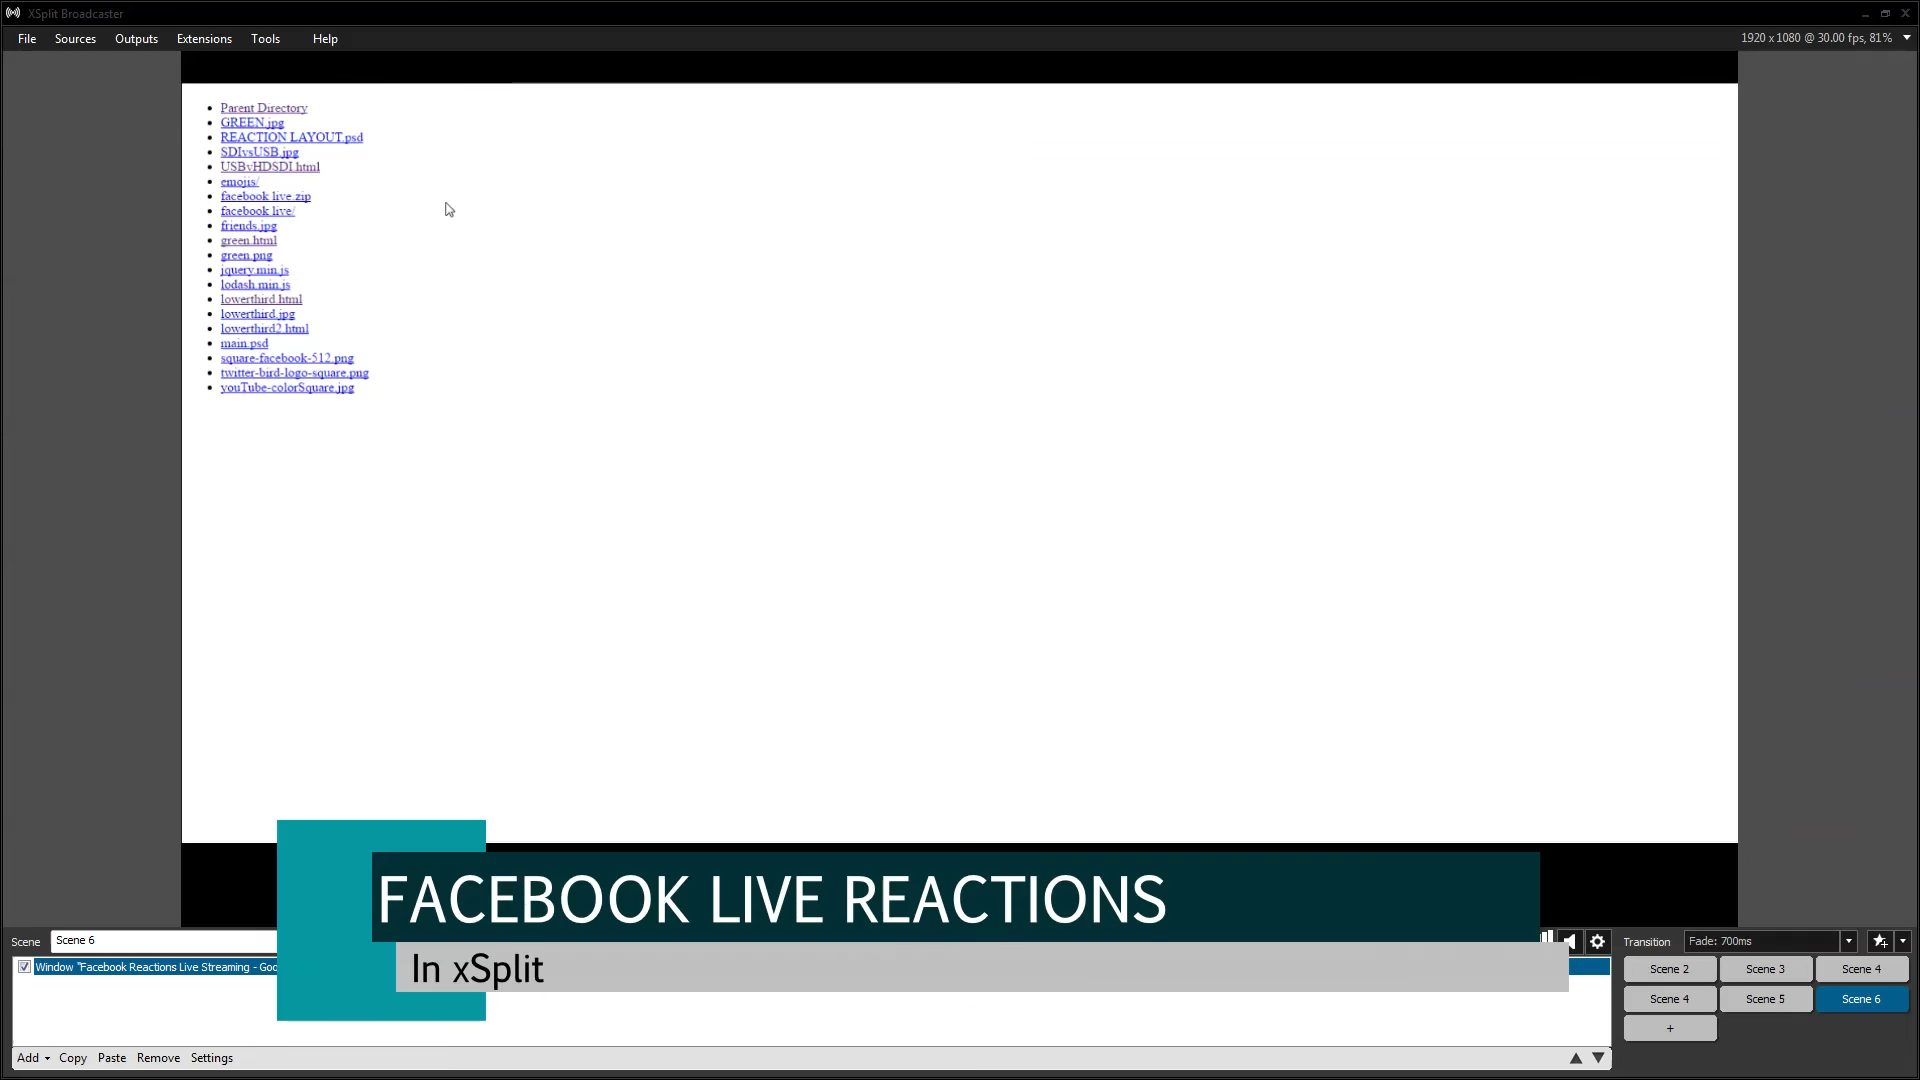 XSplit Broadcaster
File Sources Outputs Extensions Tools Help
1920 x 1080 @ 30.00 fps, 81%
Parent Directory
GREEN.jpg
REACTION LAYOUT.psd
SDIvsUSB.jpg
USBvHDSDI.html
emojis/
facebook live.zip
facebook live/
friends.jpg
green.html
green.png
jquery.min.js
lodash.min.js
lowerthird.html
lowerthird.jpg
lowerthird2.html
main.psd
square-facebook-512.png
twitter-bird-logo-square.png
youTube-colorSquare.jpg
FACEBOOK LIVE REACTIONS
In xSplit
Scene Scene 6
Window "Facebook Reactions Live Streaming - Goo
Add Copy Paste Remove Settings
Transition Fade: 700ms
Scene 2 Scene 3 Scene 4
Scene 4 Scene 5 Scene 6
+